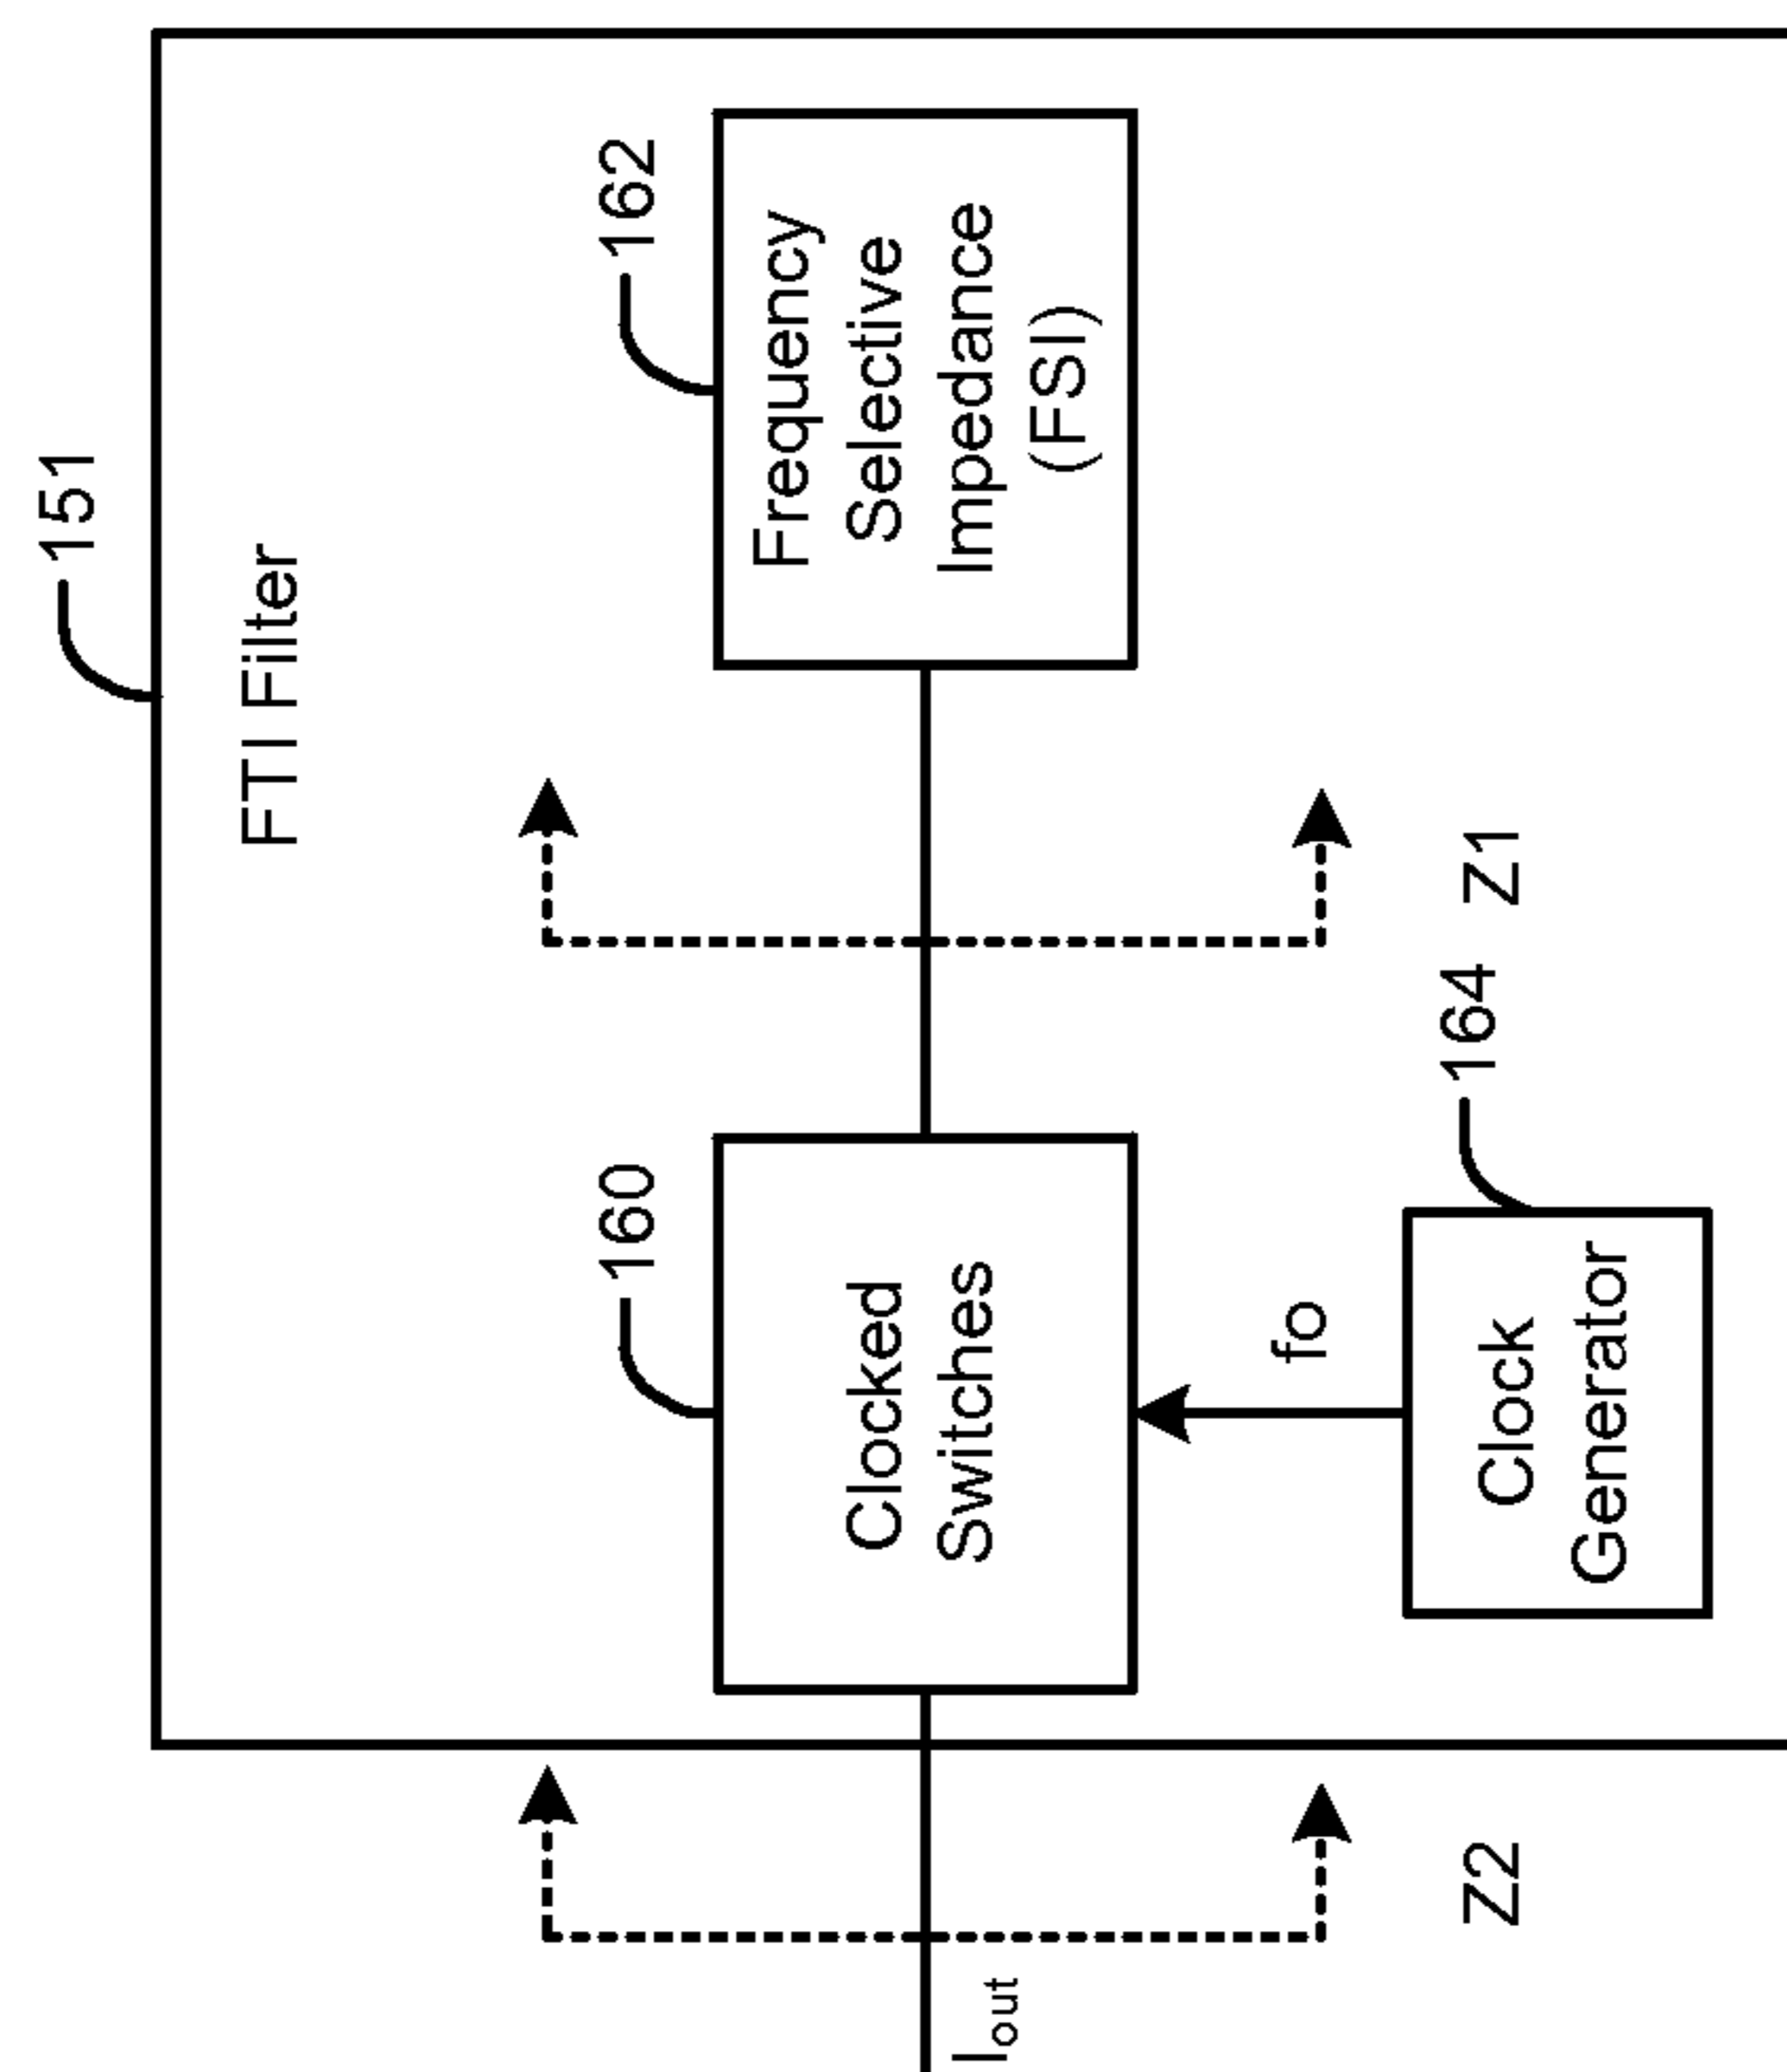 151
FTI Filter
160
162
Clocked
Switches
Frequency
Selective
Impedance
(FSI)
Iout
fo
164
Z2
Z1
Clock
Generator